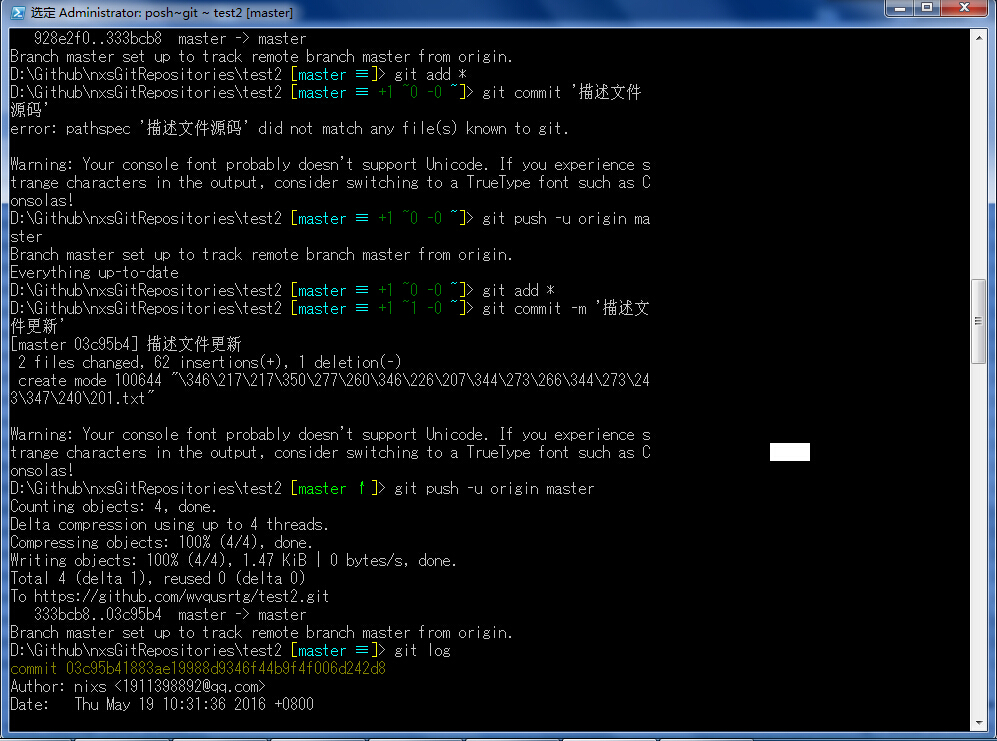 选定 Administrator: posh~git ~ test2 [master]
928e2f0..333bcb8  master -> master
Branch master set up to track remote branch master from origin.
D:\Github\nxsGitRepositories\test2 [master ≡]> git add *
D:\Github\nxsGitRepositories\test2 [master ≡ +1 ~0 -0 ~]> git commit '描述文件
源码'
error: pathspec '描述文件源码' did not match any file(s) known to git.
Warning: Your console font probably doesn't support Unicode. If you experience s
trange characters in the output, consider switching to a TrueType font such as C
onsolas!
D:\Github\nxsGitRepositories\test2 [master ≡ +1 ~0 -0 ~]> git push -u origin ma
ster
Branch master set up to track remote branch master from origin.
Everything up-to-date
D:\Github\nxsGitRepositories\test2 [master ≡ +1 ~0 -0 ~]> git add *
D:\Github\nxsGitRepositories\test2 [master ≡ +1 ~1 -0 ~]> git commit -m '描述文
件更新'
[master 03c95b4] 描述文件更新
2 files changed, 62 insertions(+), 1 deletion(-)
create mode 100644 "\346\217\217\350\277\260\346\226\207\344\273\266\344\273\24
3\347\240\201.txt"
Warning: Your console font probably doesn't support Unicode. If you experience s
trange characters in the output, consider switching to a TrueType font such as C
onsolas!
D:\Github\nxsGitRepositories\test2 [master ↑]> git push -u origin master
Counting objects: 4, done.
Delta compression using up to 4 threads.
Compressing objects: 100% (4/4), done.
Writing objects: 100% (4/4), 1.47 KiB | 0 bytes/s, done.
Total 4 (delta 1), reused 0 (delta 0)
To https://github.com/wvqusrtg/test2.git
333bcb8..03c95b4  master -> master
Branch master set up to track remote branch master from origin.
D:\Github\nxsGitRepositories\test2 [master ≡]> git log
commit 03c95b41883ae19988d9346f44b9f4f006d242d8
Author: nixs <1911398892@qq.com>
Date:   Thu May 19 10:31:36 2016 +0800